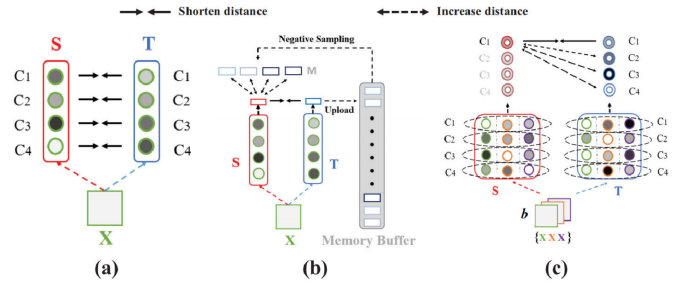 Shorten distance
Increase distance
S
T
C1
C1
C2
C2
C3
C3
C4
C4
X
(a)
Negative Sampling
M
Upload
S
T
X
Memory Buffer
(b)
C1
C1
C2
C2
C3
C3
C4
C4
C1
C1
C2
C2
C3
C3
C4
C4
S
T
b
{X X X}
(c)